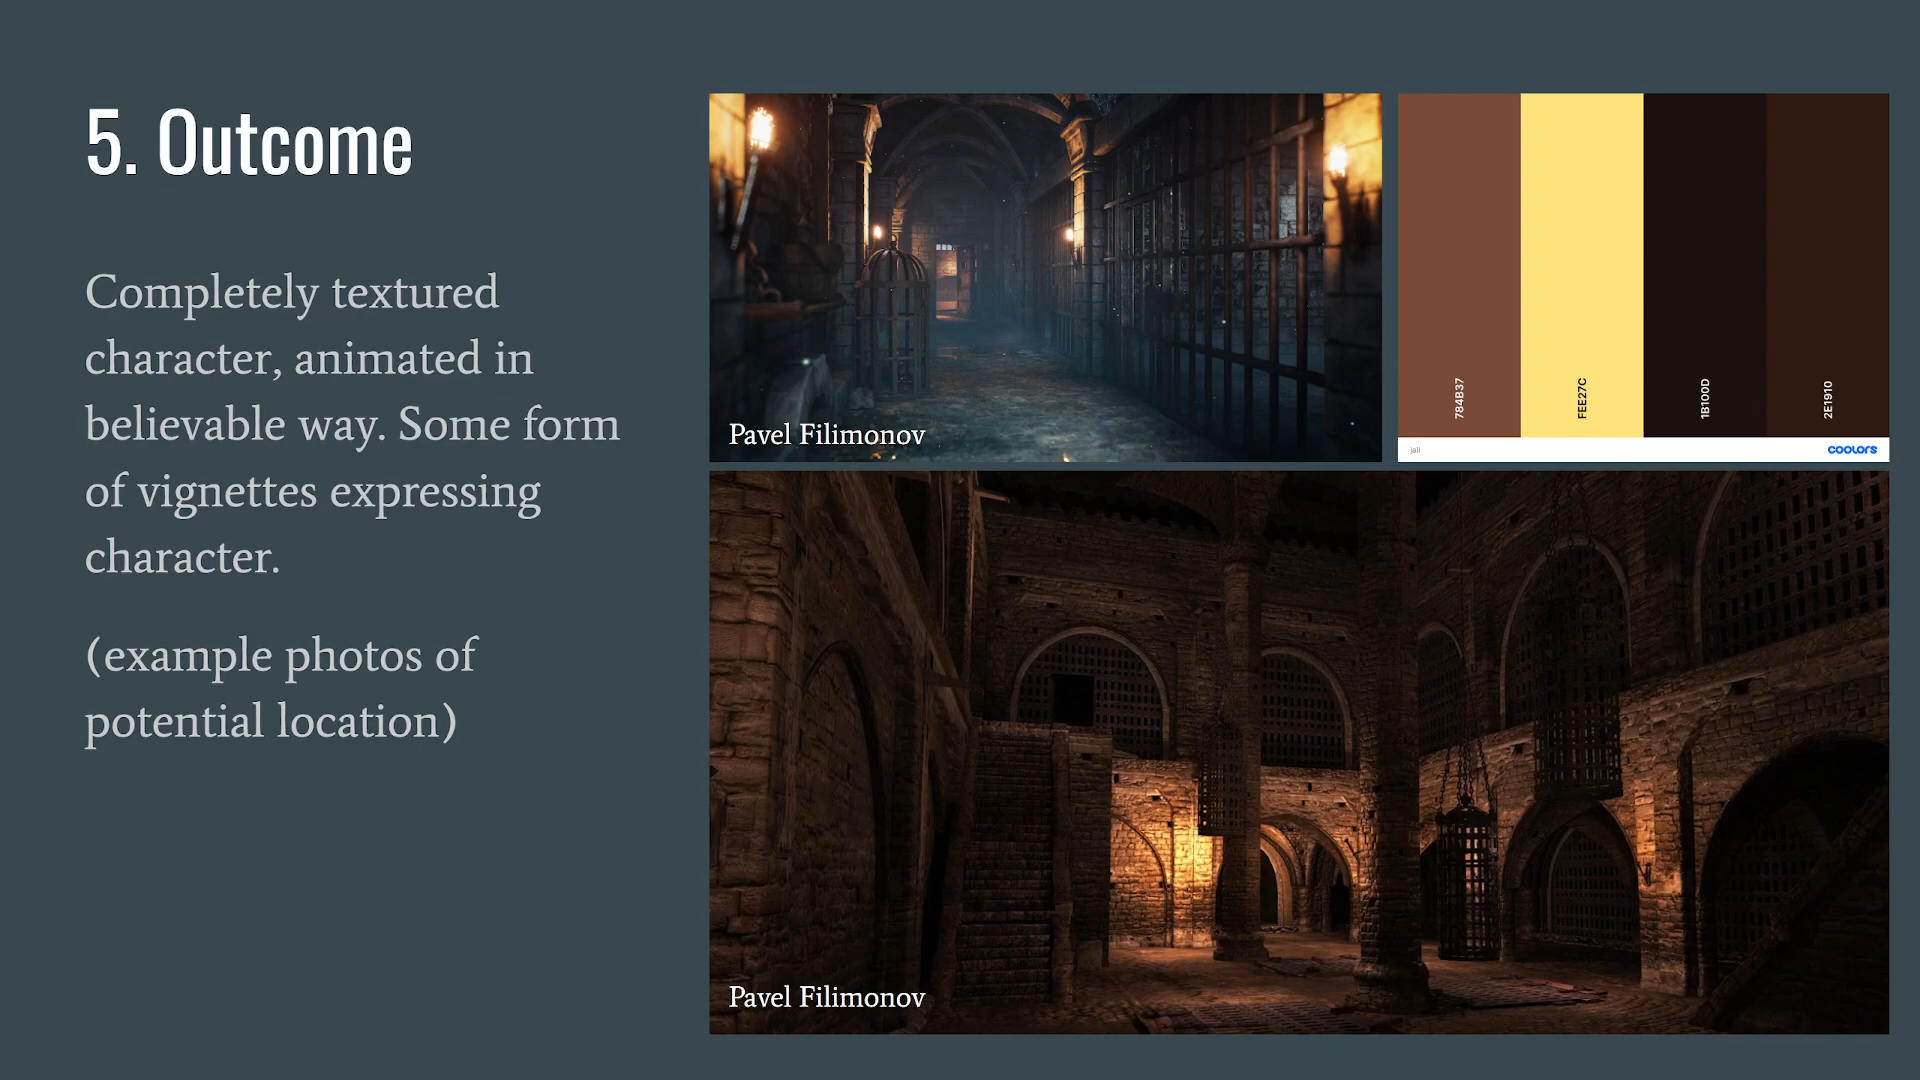 5. Outcome
Completely textured
character, animated in
believable way. Some form
of vignettes expressing
character.
(example photos of
potential location)
Pavel Filimonov
784B37
FEE27C
1B100D
2E1910
jail
coolors
Pavel Filimonov